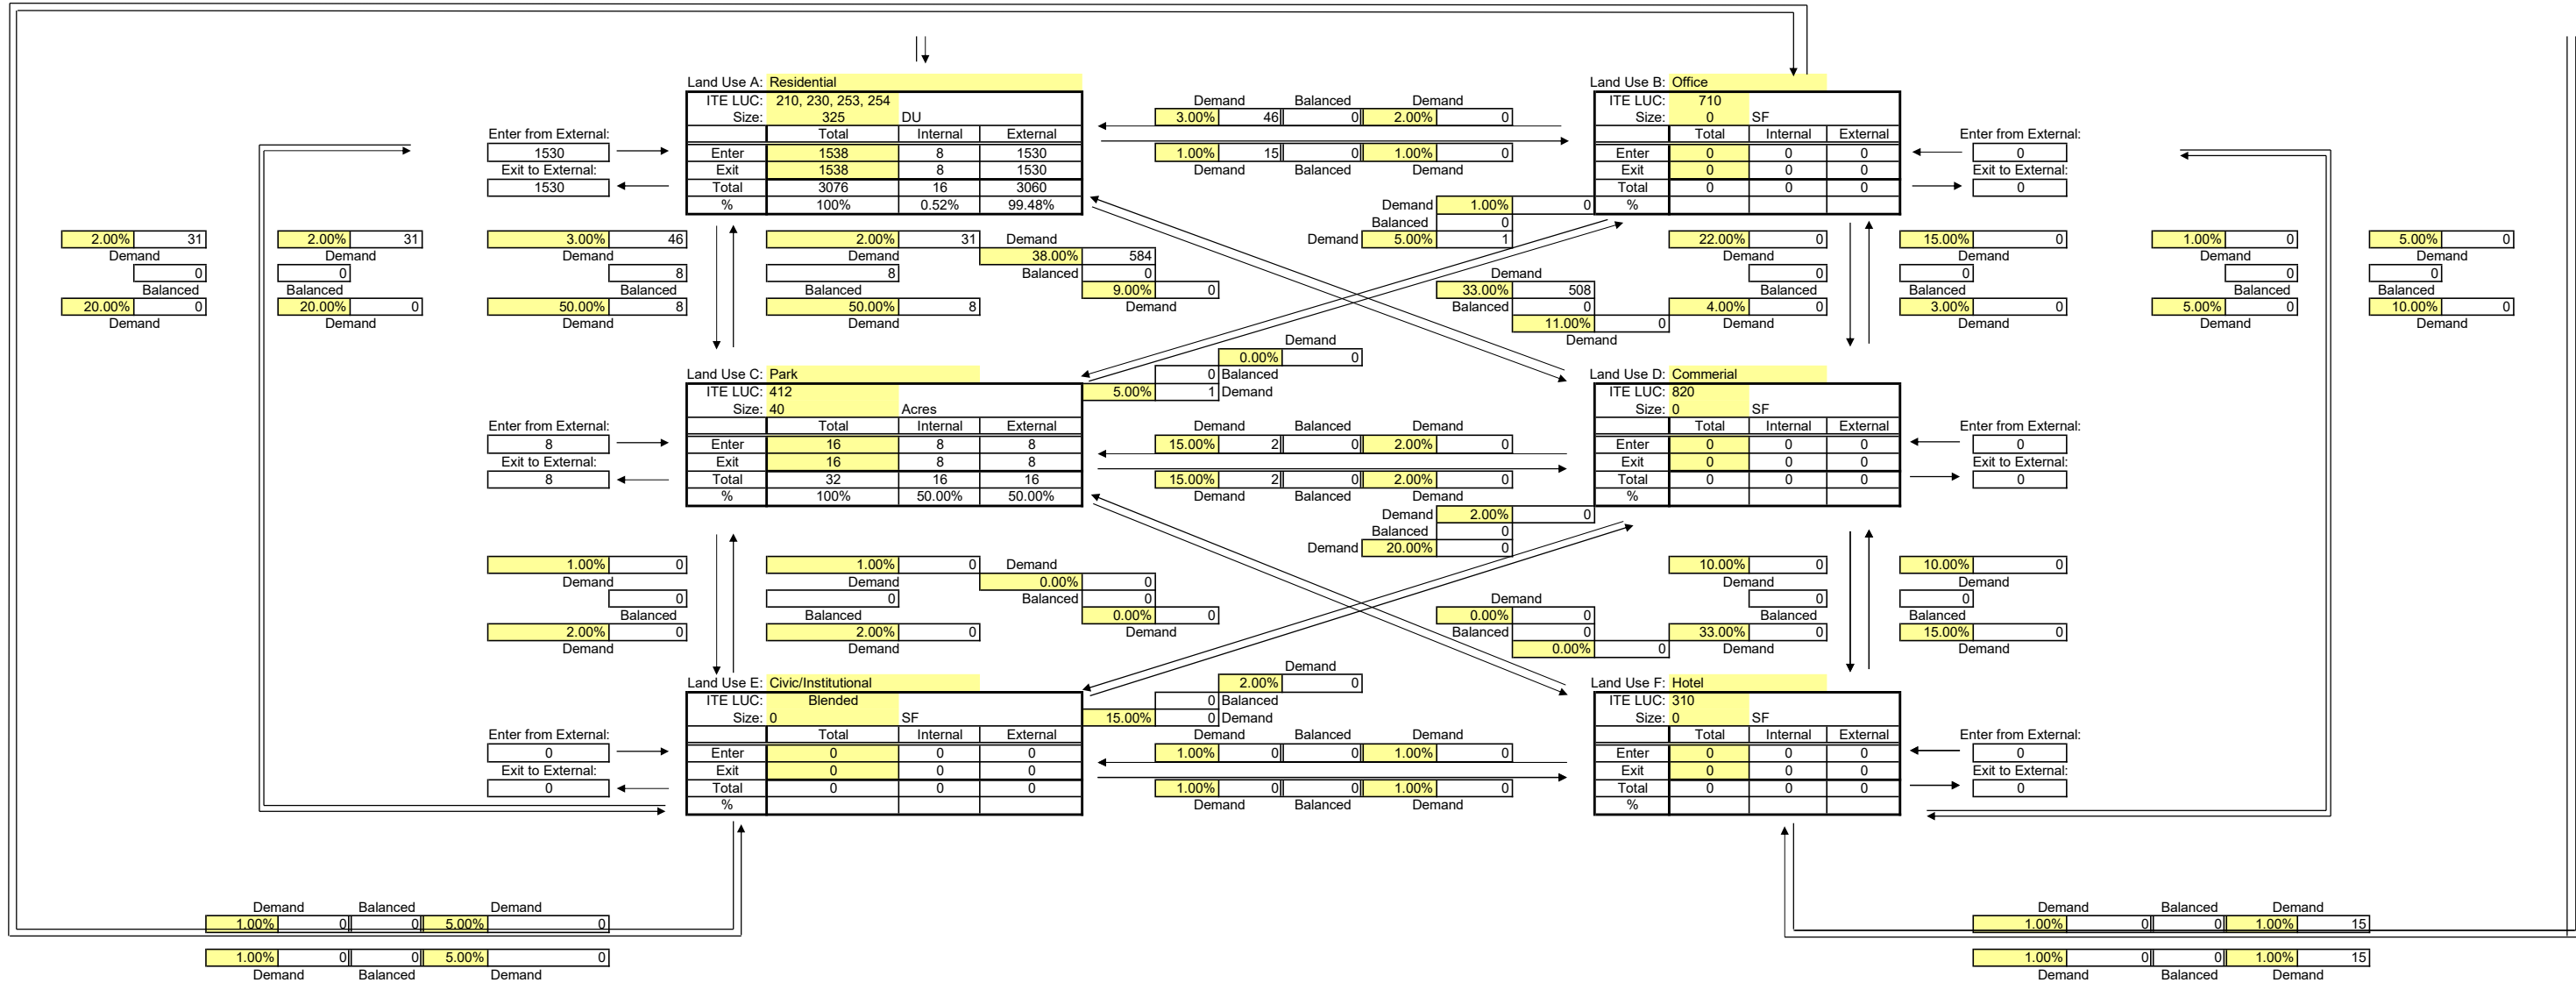 Land Use A: Residential Land Use B: Office
ITE LUC: 210, 230, 253, 254 Demand Balanced Demand ITE LUC: 710
Size: 325 DU 3.00% 46 0 2.00% 0 Size: 0 SF
Enter from External: Total Internal External Total Internal External Enter from External:
1530 Enter 1538 8 1530 1.00% 15 0 1.00% 0 Enter 0 0 0 0
Exit to External: Exit 1538 8 1530 Demand Balanced Demand Exit 0 0 0 Exit to External:
1530 Total 3076 16 3060 Total 0 0 0 0
% 100% 0.52% 99.48% Demand 1.00% 0 %
Balanced 0
2.00% 31 2.00% 31 3.00% 46 2.00% 31 Demand Demand 5.00% 1 22.00% 0 15.00% 0 1.00% 0 5.00% 0
Demand Demand Demand Demand 38.00% 584 Demand Demand Demand Demand
0 0 8 8 Balanced 0 Demand 0 0 0 0
Balanced Balanced Balanced Balanced 9.00% 0 33.00% 508 Balanced Balanced Balanced Balanced
20.00% 0 20.00% 0 50.00% 8 50.00% 8 Demand Balanced 0 4.00% 0 3.00% 0 5.00% 0 10.00% 0
Demand Demand Demand Demand 11.00% 0 Demand Demand Demand Demand
Demand Demand
0.00% 0
Land Use C: Park 0 Balanced Land Use D: Commerial
ITE LUC: 412 5.00% 1 Demand ITE LUC: 820
Size: 40 Acres Size: 0 SF
Enter from External: Total Internal External Demand Balanced Demand Total Internal External Enter from External:
8 Enter 16 8 8 15.00% 2 0 2.00% 0 Enter 0 0 0 0
Exit to External: Exit 16 8 8 Exit 0 0 0 Exit to External:
8 Total 32 16 16 15.00% 2 0 2.00% 0 Total 0 0 0 0
% 100% 50.00% 50.00% Demand Balanced Demand %
Demand 2.00% 0
Balanced 0
Demand 20.00% 0
1.00% 0 1.00% 0 Demand 10.00% 0 10.00% 0
Demand Demand 0.00% 0 Demand Demand
0 0 Balanced 0 Demand 0 0
Balanced Balanced 0.00% 0 0.00% 0 Balanced Balanced
2.00% 0 2.00% 0 Demand Balanced 0 33.00% 0 15.00% 0
Demand Demand 0.00% 0 Demand Demand
Demand
Land Use E: Civic/Institutional 2.00% 0 Land Use F: Hotel
ITE LUC: Blended 0 Balanced ITE LUC: 310
Size: 0 SF 15.00% 0 Demand Size: 0 SF
Enter from External: Total Internal External Demand Balanced Demand Total Internal External Enter from External:
0 Enter 0 0 0 1.00% 0 0 1.00% 0 Enter 0 0 0 0
Exit to External: Exit 0 0 0 Exit 0 0 0 Exit to External:
0 Total 0 0 0 1.00% 0 0 1.00% 0 Total 0 0 0 0
% Demand Balanced Demand %
Demand Balanced Demand Demand Balanced Demand
1.00% 0 0 5.00% 0 1.00% 0 0 1.00% 15
1.00% 0 0 5.00% 0 1.00% 0 0 1.00% 15
Demand Balanced Demand Demand Balanced Demand